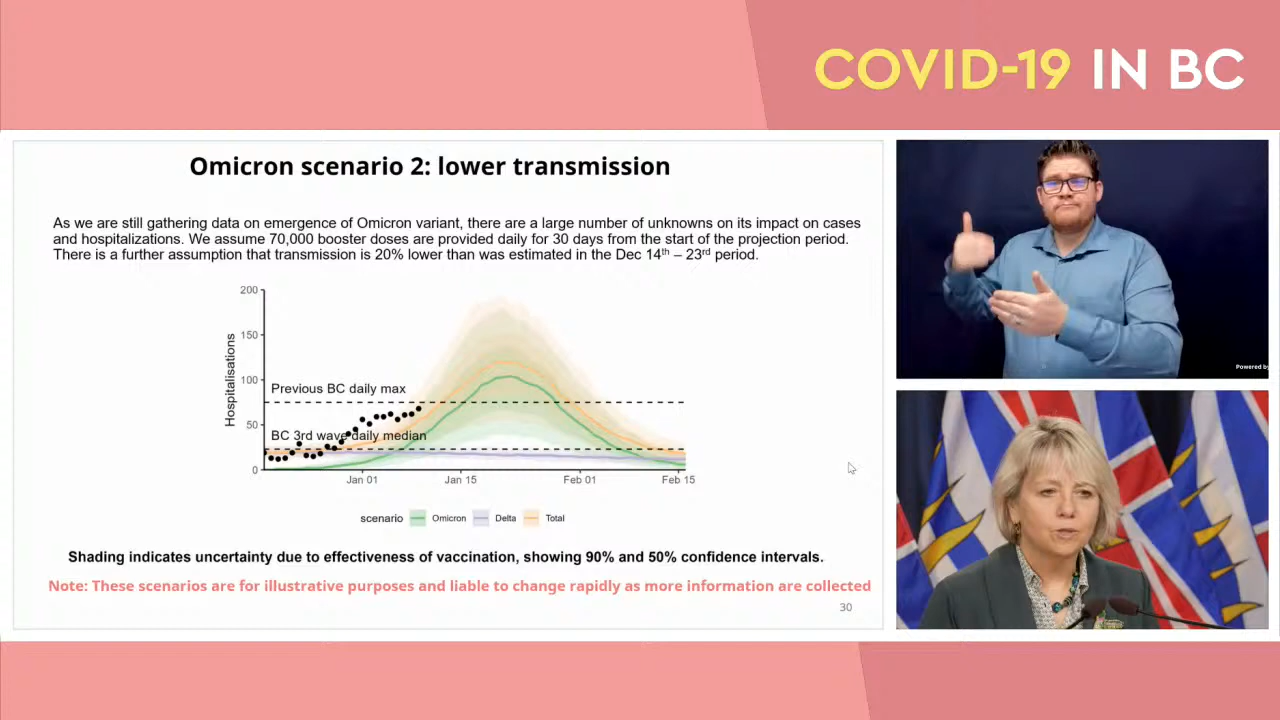 COVID-19 IN BC
Omicron scenario 2: lower transmission
As we are still gathering data on emergence of Omicron variant, there are a large number of unknowns on its impact on cases
and hospitalizations. We assume 70,000 booster doses are provided daily for 30 days from the start of the projection period.
There is a further assumption that transmission is 20% lower than was estimated in the Dec 14th – 23rd period.
Hospitalisations
200
150
100
50
0
Previous BC daily max
BC 3rd wave daily median
Jan 01
Jan 15
Feb 01
Feb 15
scenario Omicron Delta Total
Shading indicates uncertainty due to effectiveness of vaccination, showing 90% and 50% confidence intervals.
Note: These scenarios are for illustrative purposes and liable to change rapidly as more information are collected
30
Powered by